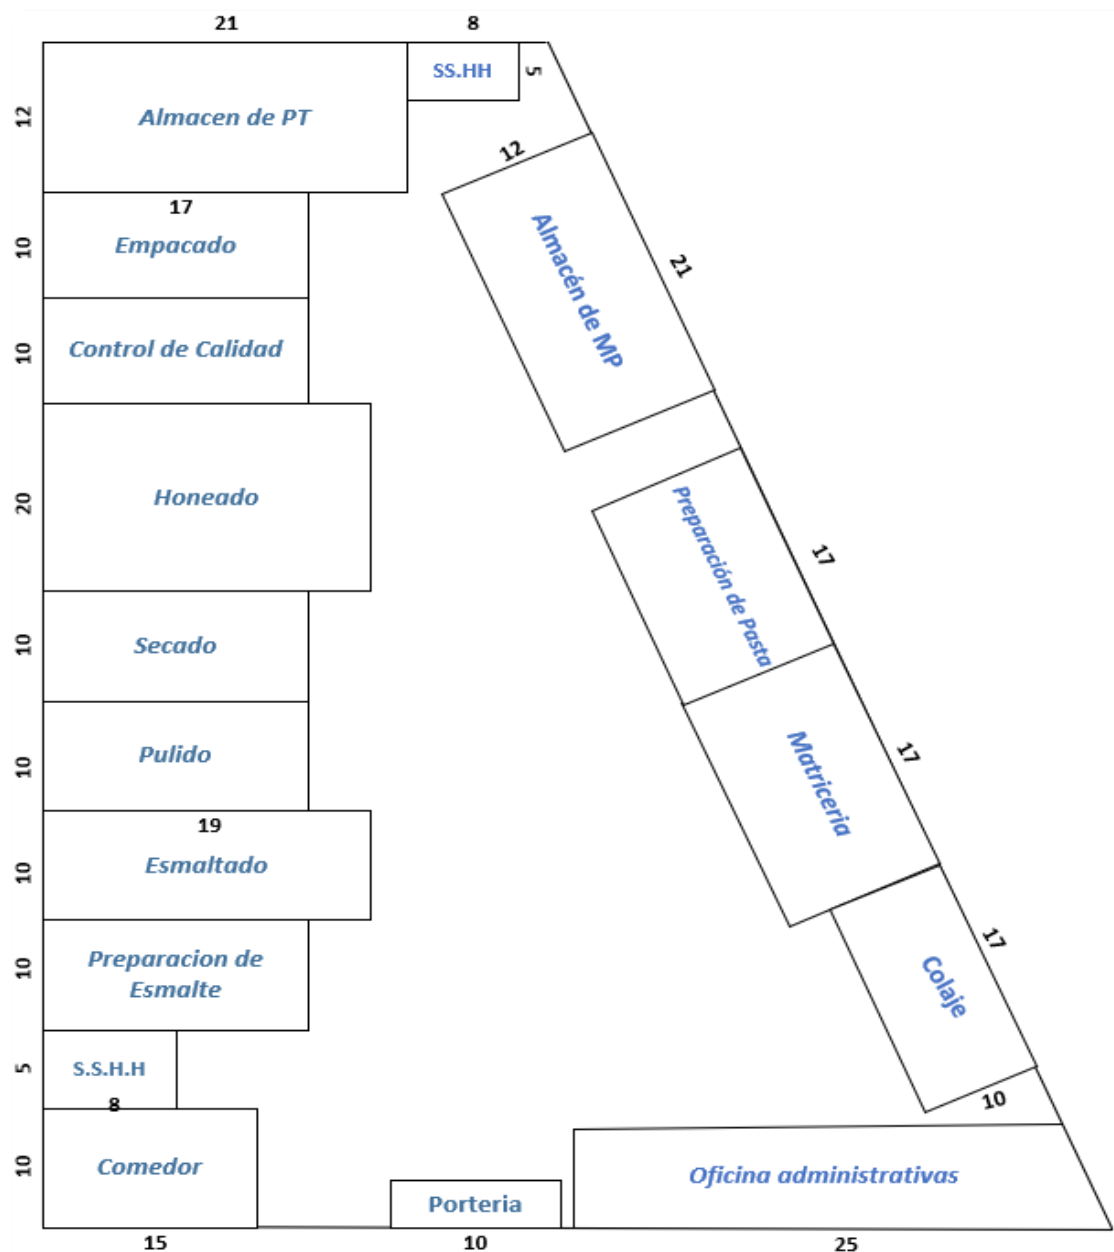 21
8
12
Almacen de PT
SS.HH
5
12
21
Almacén de MP
17
10
Empacado
10
Control de Calidad
20
Honeado
Preparación de Pasta
17
10
Secado
10
Pulido
Matriceria
17
19
10
Esmaltado
10
Preparacion de
Esmalte
Colaje
17
10
5
S.S.H.H
8
10
Comedor
Porteria
Oficina administrativas
15
10
25